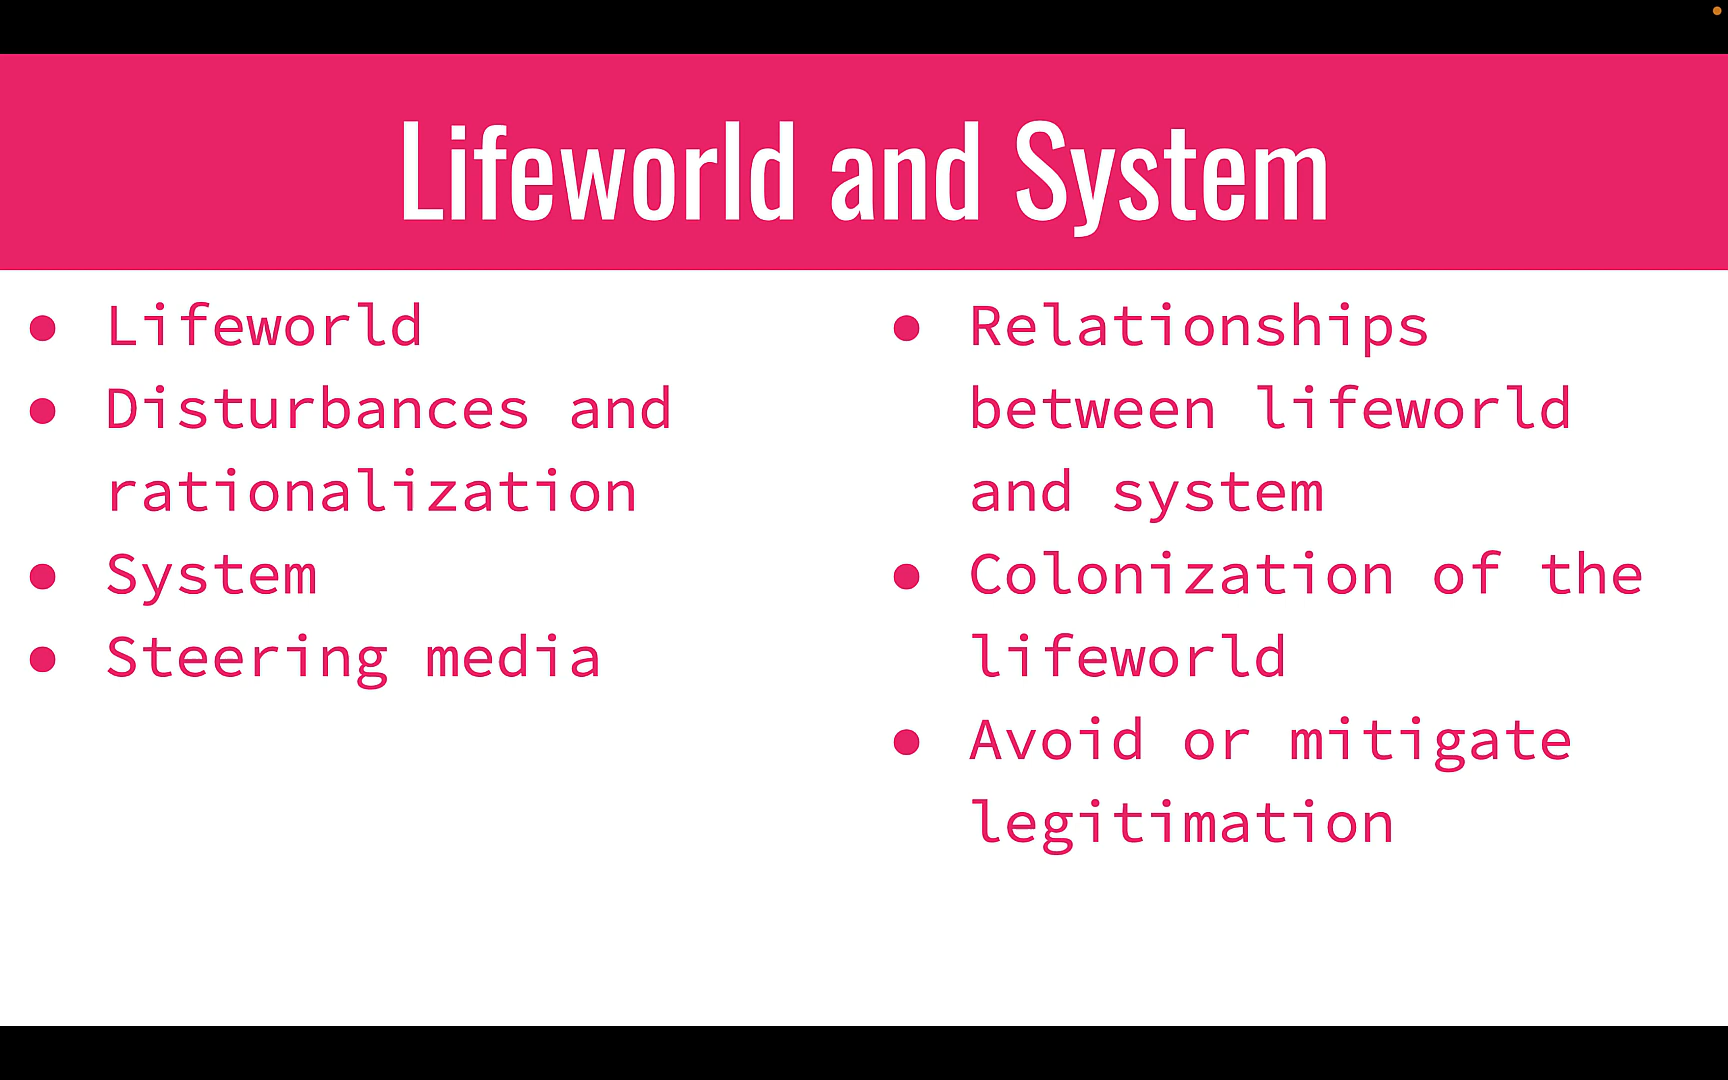 Lifeworld and System
● Lifeworld
● Disturbances and
rationalization
● System
● Steering media
● Relationships
between lifeworld
and system
● Colonization of the
lifeworld
● Avoid or mitigate
legitimation